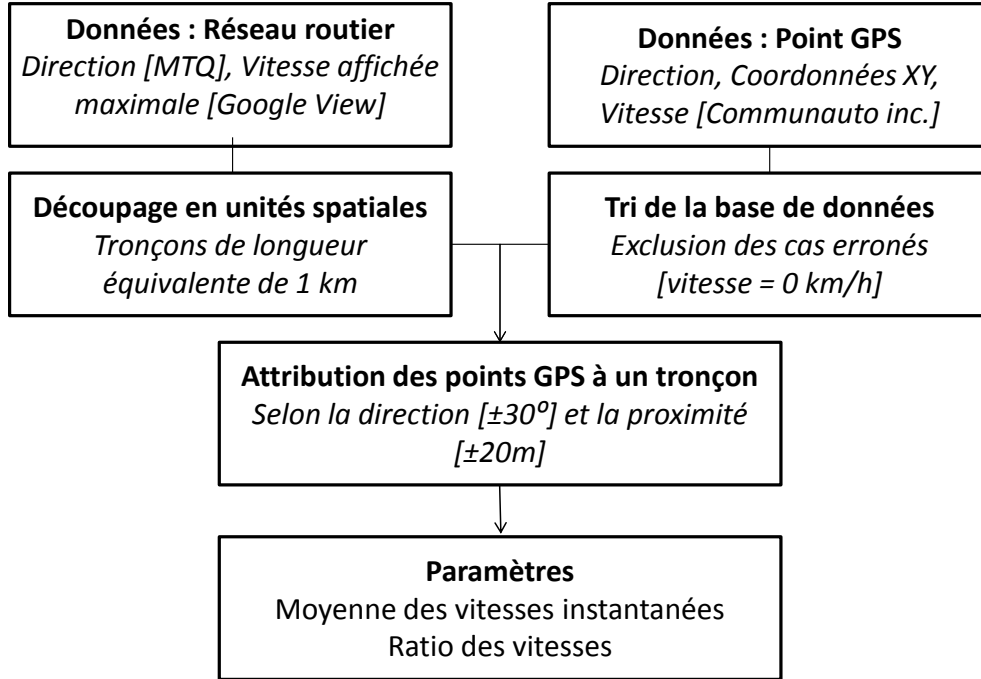 Données : Réseau routier
Direction [MTQ], Vitesse affichée
maximale [Google View]
Données : Point GPS
Direction, Coordonnées XY,
Vitesse [Communauto inc.]
Découpage en unités spatiales
Tronçons de longueur
équivalente de 1 km
Tri de la base de données
Exclusion des cas erronés
[vitesse = 0 km/h]
Attribution des points GPS à un tronçon
Selon la direction [±30⁰] et la proximité
[±20m]
Paramètres
Moyenne des vitesses instantanées
Ratio des vitesses